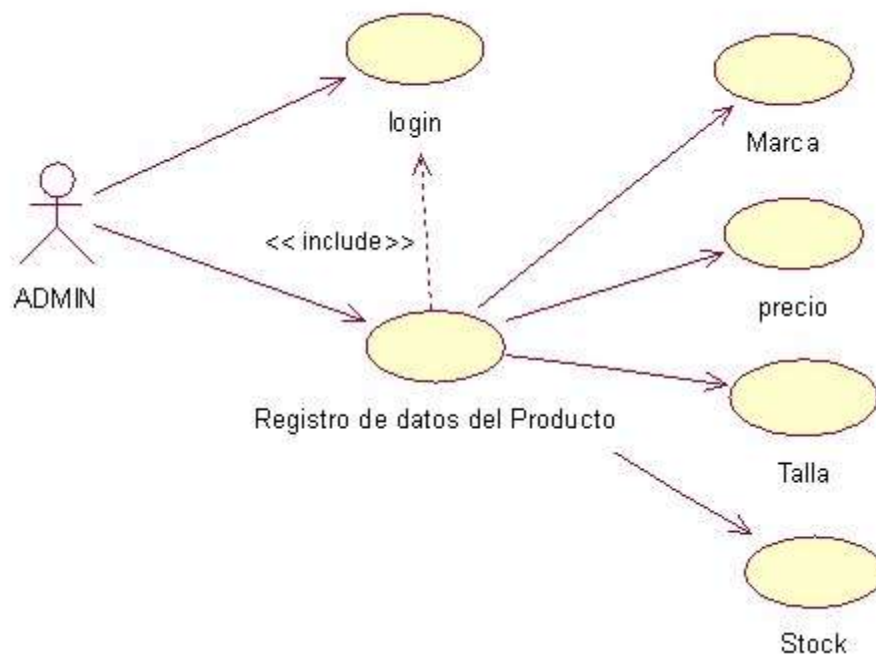 login
Marca
<< include>>
ADMIN
precio
Registro de datos del Producto
Talla
Stock